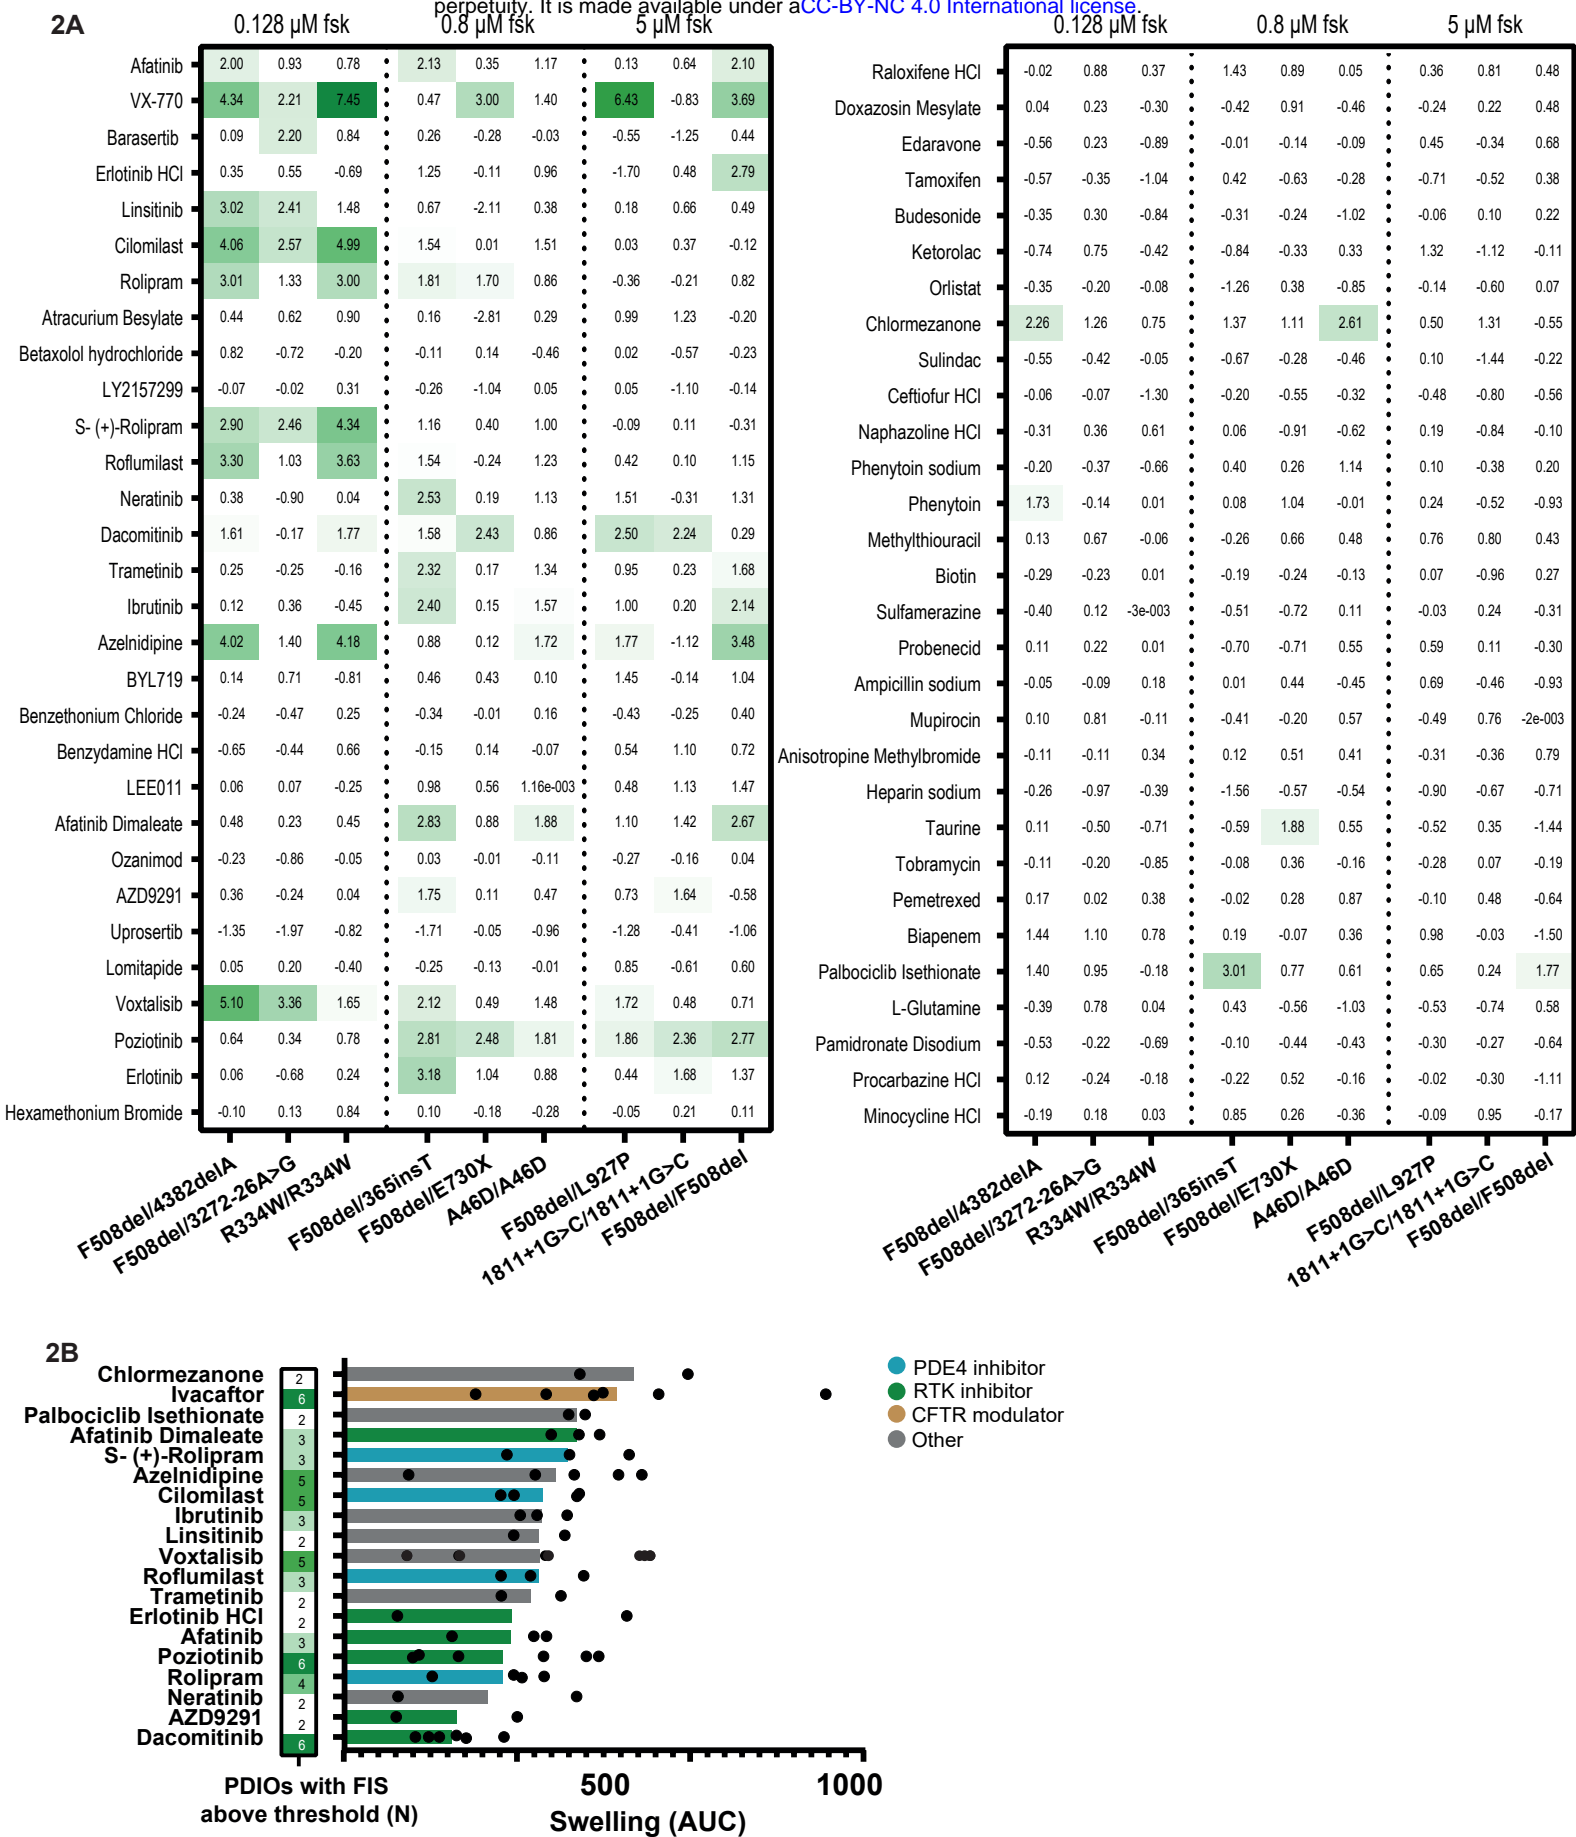 perpetuity. It is made available under aCC-BY-NC 4.0 International license.
2A
0.128 µM fsk 0.8 µM fsk 5 µM fsk
Afatinib 2.00 0.93 0.78 2.13 0.35 1.17 0.13 0.64 2.10
VX-770 4.34 2.21 7.45 0.47 3.00 1.40 6.43 -0.83 3.69
Barasertib 0.09 2.20 0.84 0.26 -0.28 -0.03 -0.55 -1.25 0.44
Erlotinib HCl 0.35 0.55 -0.69 1.25 -0.11 0.96 -1.70 0.48 2.79
Linsitinib 3.02 2.41 1.48 0.67 -2.11 0.38 0.18 0.66 0.49
Cilomilast 4.06 2.57 4.99 1.54 0.01 1.51 0.03 0.37 -0.12
Rolipram 3.01 1.33 3.00 1.81 1.70 0.86 -0.36 -0.21 0.82
Atracurium Besylate 0.44 0.62 0.90 0.16 -2.81 0.29 0.99 1.23 -0.20
Betaxolol hydrochloride 0.82 -0.72 -0.20 -0.11 0.14 -0.46 0.02 -0.57 -0.23
LY2157299 -0.07 -0.02 0.31 -0.26 -1.04 0.05 0.05 -1.10 -0.14
S- (+)-Rolipram 2.90 2.46 4.34 1.16 0.40 1.00 -0.09 0.11 -0.31
Roflumilast 3.30 1.03 3.63 1.54 -0.24 1.23 0.42 0.10 1.15
Neratinib 0.38 -0.90 0.04 2.53 0.19 1.13 1.51 -0.31 1.31
Dacomitinib 1.61 -0.17 1.77 1.58 2.43 0.86 2.50 2.24 0.29
Trametinib 0.25 -0.25 -0.16 2.32 0.17 1.34 0.95 0.23 1.68
Ibrutinib 0.12 0.36 -0.45 2.40 0.15 1.57 1.00 0.20 2.14
Azelnidipine 4.02 1.40 4.18 0.88 0.12 1.72 1.77 -1.12 3.48
BYL719 0.14 0.71 -0.81 0.46 0.43 0.10 1.45 -0.14 1.04
Benzethonium Chloride -0.24 -0.47 0.25 -0.34 -0.01 0.16 -0.43 -0.25 0.40
Benzydamine HCl -0.65 -0.44 0.66 -0.15 0.14 -0.07 0.54 1.10 0.72
LEE011 0.06 0.07 -0.25 0.98 0.56 1.16e-003 0.48 1.13 1.47
Afatinib Dimaleate 0.48 0.23 0.45 2.83 0.88 1.88 1.10 1.42 2.67
Ozanimod -0.23 -0.86 -0.05 0.03 -0.01 -0.11 -0.27 -0.16 0.04
AZD9291 0.36 -0.24 0.04 1.75 0.11 0.47 0.73 1.64 -0.58
Uprosertib -1.35 -1.97 -0.82 -1.71 -0.05 -0.96 -1.28 -0.41 -1.06
Lomitapide 0.05 0.20 -0.40 -0.25 -0.13 -0.01 0.85 -0.61 0.60
Voxtalisib 5.10 3.36 1.65 2.12 0.49 1.48 1.72 0.48 0.71
Poziotinib 0.64 0.34 0.78 2.81 2.48 1.81 1.86 2.36 2.77
Erlotinib 0.06 -0.68 0.24 3.18 1.04 0.88 0.44 1.68 1.37
Hexamethonium Bromide -0.10 0.13 0.84 0.10 -0.18 -0.28 -0.05 0.21 0.11
F508del/4382delA
F508del/3272-26A>G
R334W/R334W
F508del/365insT
F508del/E730X
A46D/A46D
F508del/L927P
1811+1G>C/1811+1G>C
F508del/F508del
0.128 µM fsk 0.8 µM fsk 5 µM fsk
Raloxifene HCl -0.02 0.88 0.37 1.43 0.89 0.05 0.36 0.81 0.48
Doxazosin Mesylate 0.04 0.23 -0.30 -0.42 0.91 -0.46 -0.24 0.22 0.48
Edaravone -0.56 0.23 -0.89 -0.01 -0.14 -0.09 0.45 -0.34 0.68
Tamoxifen -0.57 -0.35 -1.04 0.42 -0.63 -0.28 -0.71 -0.52 0.38
Budesonide -0.35 0.30 -0.84 -0.31 -0.24 -1.02 -0.06 0.10 0.22
Ketorolac -0.74 0.75 -0.42 -0.84 -0.33 0.33 1.32 -1.12 -0.11
Orlistat -0.35 -0.20 -0.08 -1.26 0.38 -0.85 -0.14 -0.60 0.07
Chlormezanone 2.26 1.26 0.75 1.37 1.11 2.61 0.50 1.31 -0.55
Sulindac -0.55 -0.42 -0.05 -0.67 -0.28 -0.46 0.10 -1.44 -0.22
Ceftiofur HCl -0.06 -0.07 -1.30 -0.20 -0.55 -0.32 -0.48 -0.80 -0.56
Naphazoline HCl -0.31 0.36 0.61 0.06 -0.91 -0.62 0.19 -0.84 -0.10
Phenytoin sodium -0.20 -0.37 -0.66 0.40 0.26 1.14 0.10 -0.38 0.20
Phenytoin 1.73 -0.14 0.01 0.08 1.04 -0.01 0.24 -0.52 -0.93
Methylthiouracil 0.13 0.67 -0.06 -0.26 0.66 0.48 0.76 0.80 0.43
Biotin -0.29 -0.23 0.01 -0.19 -0.24 -0.13 0.07 -0.96 0.27
Sulfamerazine -0.40 0.12 -3e-003 -0.51 -0.72 0.11 -0.03 0.24 -0.31
Probenecid 0.11 0.22 0.01 -0.70 -0.71 0.55 0.59 0.11 -0.30
Ampicillin sodium -0.05 -0.09 0.18 0.01 0.44 -0.45 0.69 -0.46 -0.93
Mupirocin 0.10 0.81 -0.11 -0.41 -0.20 0.57 -0.49 0.76 -2e-003
Anisotropine Methylbromide -0.11 -0.11 0.34 0.12 0.51 0.41 -0.31 -0.36 0.79
Heparin sodium -0.26 -0.97 -0.39 -1.56 -0.57 -0.54 -0.90 -0.67 -0.71
Taurine 0.11 -0.50 -0.71 -0.59 1.88 0.55 -0.52 0.35 -1.44
Tobramycin -0.11 -0.20 -0.85 -0.08 0.36 -0.16 -0.28 0.07 -0.19
Pemetrexed 0.17 0.02 0.38 -0.02 0.28 0.87 -0.10 0.48 -0.64
Biapenem 1.44 1.10 0.78 0.19 -0.07 0.36 0.98 -0.03 -1.50
Palbociclib Isethionate 1.40 0.95 -0.18 3.01 0.77 0.61 0.65 0.24 1.77
L-Glutamine -0.39 0.78 0.04 0.43 -0.56 -1.03 -0.53 -0.74 0.58
Pamidronate Disodium -0.53 -0.22 -0.69 -0.10 -0.44 -0.43 -0.30 -0.27 -0.64
Procarbazine HCl 0.12 -0.24 -0.18 -0.22 0.52 -0.16 -0.02 -0.30 -1.11
Minocycline HCl -0.19 0.18 0.03 0.85 0.26 -0.36 -0.09 0.95 -0.17
F508del/4382delA
F508del/3272-26A>G
R334W/R334W
F508del/365insT
F508del/E730X
A46D/A46D
F508del/L927P
1811+1G>C/1811+1G>C
F508del/F508del
2B
Chlormezanone 2
Ivacaftor 6
Palbociclib Isethionate 2
Afatinib Dimaleate 3
S- (+)-Rolipram 3
Azelnidipine 5
Cilomilast 5
Ibrutinib 3
Linsitinib 2
Voxtalisib 5
Roflumilast 3
Trametinib 2
Erlotinib HCl 2
Afatinib 3
Poziotinib 6
Rolipram 4
Neratinib 2
AZD9291 2
Dacomitinib 6
PDE4 inhibitor
RTK inhibitor
CFTR modulator
Other
PDIOs with FIS
above threshold (N)
500 1000
Swelling (AUC)